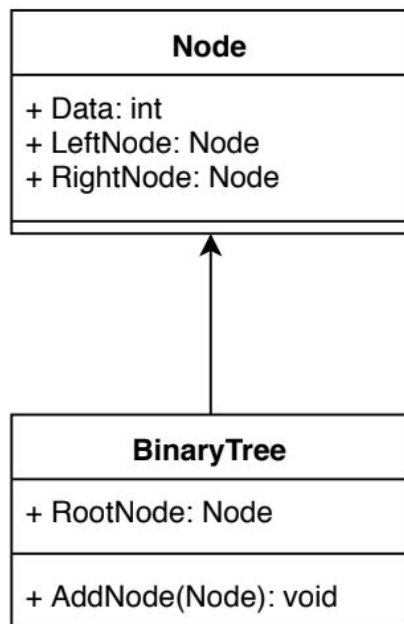 Node
+ Data: int
+ LeftNode: Node
+ RightNode: Node
BinaryTree
+ RootNode: Node
+ AddNode(Node): void